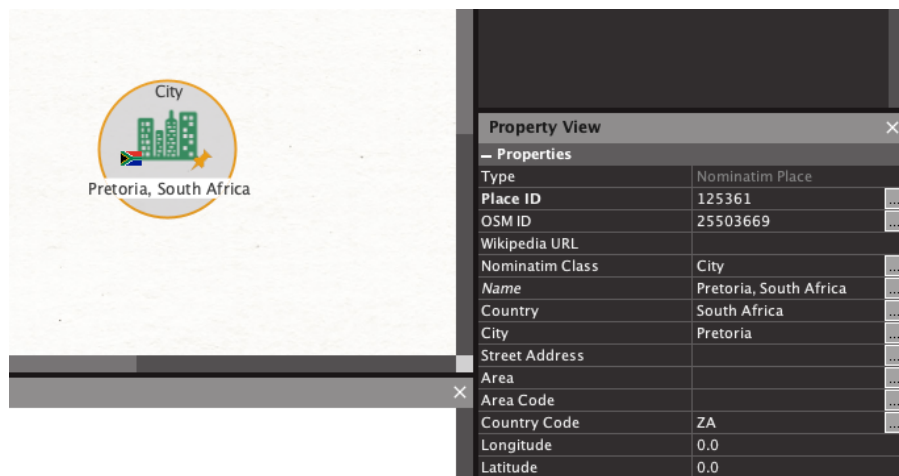 City
Pretoria, South Africa
Property View
Properties
Type Nominatim Place
Place ID 125361
OSM ID 25503669
Wikipedia URL
Nominatim Class City
Name Pretoria, South Africa
Country South Africa
City Pretoria
Street Address
Area
Area Code
Country Code ZA
Longitude 0.0
Latitude 0.0